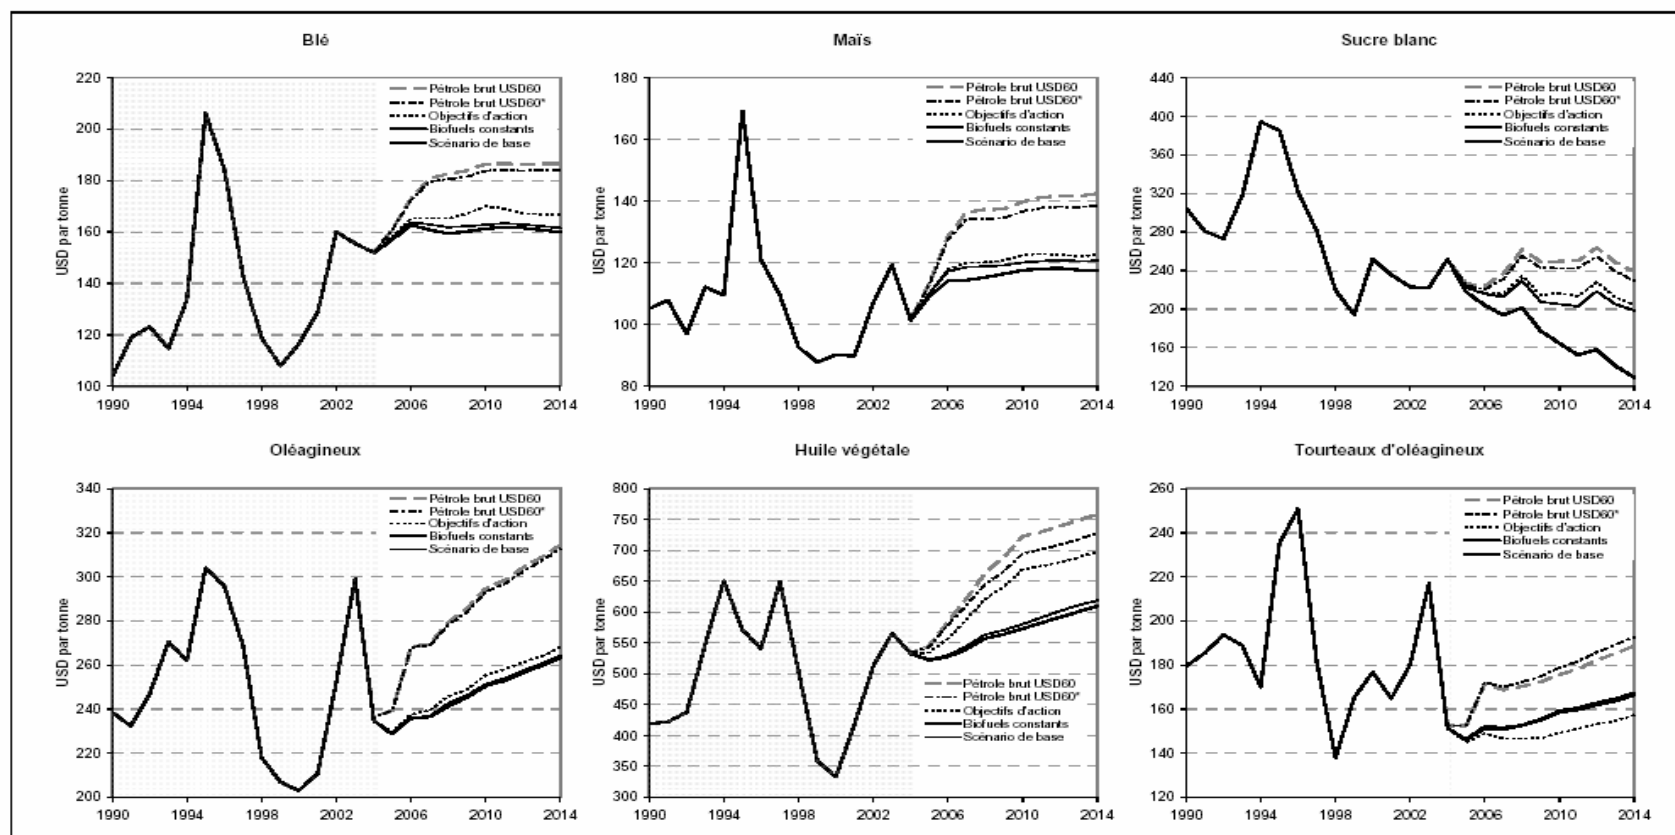 Blé
USD par tonne
220
200
180
160
140
120
100
1990 1994 1998 2002 2006 2010 2014
Pétrole brut USD60
Pétrole brut USD60*
Objectifs d'action
Biofuels constants
Scénario de base
Maïs
USD par tonne
180
160
140
120
100
80
1990 1994 1998 2002 2006 2010 2014
Pétrole brut USD60
Pétrole brut USD60*
Objectifs d'action
Biofuels constants
Scénario de base
Sucre blanc
USD par tonne
440
400
360
320
280
240
200
160
120
1990 1994 1998 2002 2006 2010 2014
Pétrole brut USD60
Pétrole brut USD60*
Objectifs d'action
Biofuels constants
Scénario de base
Oléagineux
USD par tonne
340
320
300
280
260
240
220
200
1990 1994 1998 2002 2006 2010 2014
Pétrole brut USD60
Pétrole brut USD60*
Objectifs d'action
Biofuels constants
Scénario de base
Huile végétale
USD par tonne
800
750
700
650
600
550
500
450
400
350
300
1990 1994 1998 2002 2006 2010 2014
Pétrole brut USD60
Pétrole brut USD60*
Objectifs d'action
Biofuels constants
Scénario de base
Tourteaux d'oléagineux
USD par tonne
260
240
220
200
180
160
140
120
1990 1994 1998 2002 2006 2010 2014
Pétrole brut USD60
Pétrole brut USD60*
Objectifs d'action
Biofuels constants
Scénario de base